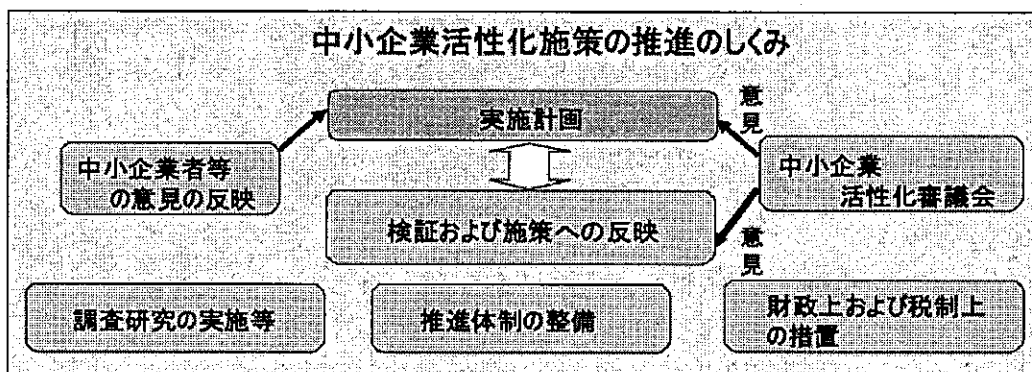 中小企業活性化施策の推進のしくみ
実施計画
意見
中小企業者等
の意見の反映
中小企業
活性化審議会
検証および施策への反映
意見
調査研究の実施等
推進体制の整備
財政上および税制上
の措置